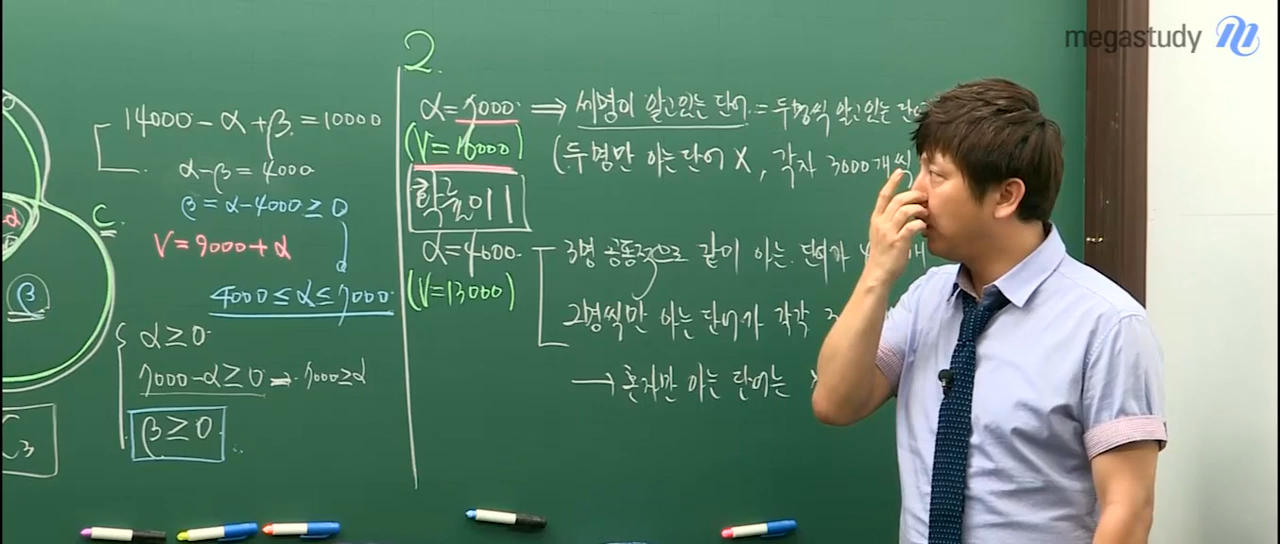 megastudy
14000-α+β=10000
α-β=4000
β=α-4000≥0
C.
V=9000+α
β
4000≤α≤7000.
α≥0
7000-α≥0 → 7000≥α
β≥0.
C₃
2.
α=7000. ⇒ 세명이 알고있는 단어 = 두명씩 알고있는 단어
(V=16000) (두명만 아는단어 X, 각자 3000개씩)
α=4000. 3명 공통적으로 같이 아는 단어가
(V=13000)
2명씩만 아는 단어가 각각
→ 혼자만 아는 단어는